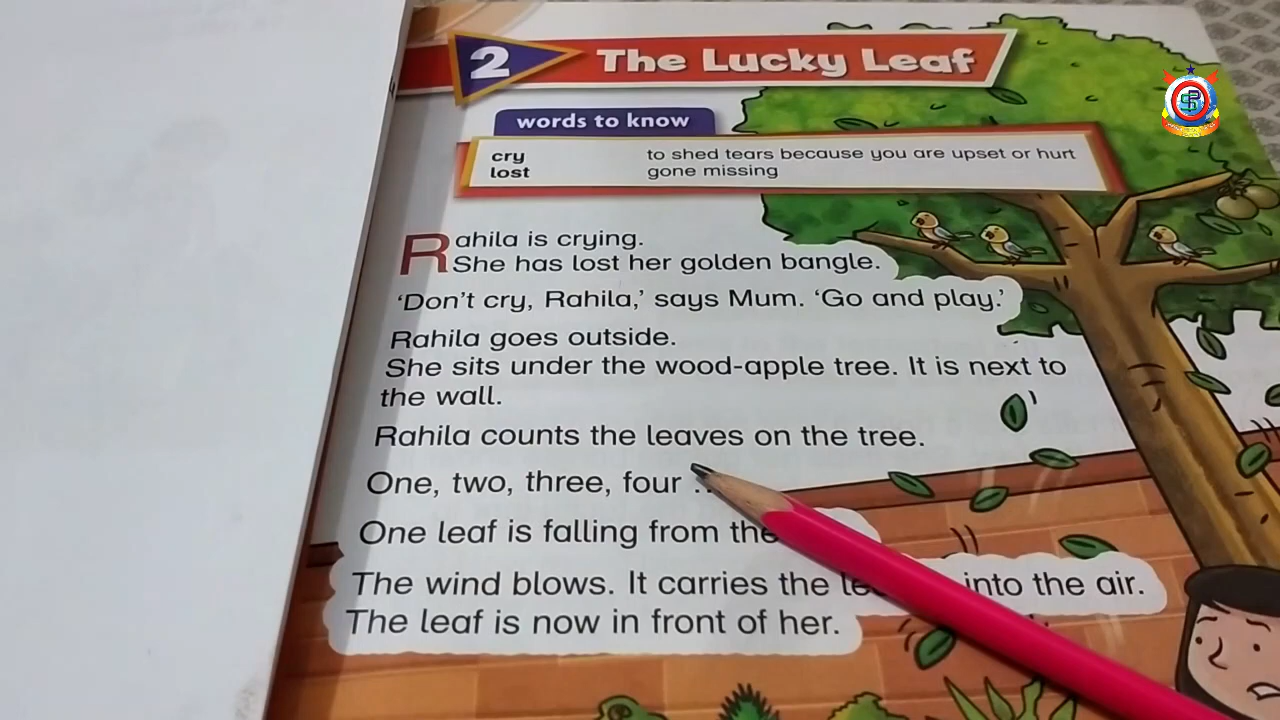 2 The Lucky Leaf
words to know
cry to shed tears because you are upset or hurt
lost gone missing
Rahila is crying.
She has lost her golden bangle.
‘Don’t cry, Rahila,’ says Mum. ‘Go and play.’
Rahila goes outside.
She sits under the wood-apple tree. It is next to
the wall.
Rahila counts the leaves on the tree.
One, two, three, four ...
One leaf is falling from the
The wind blows. It carries the into the air.
The leaf is now in front of her.